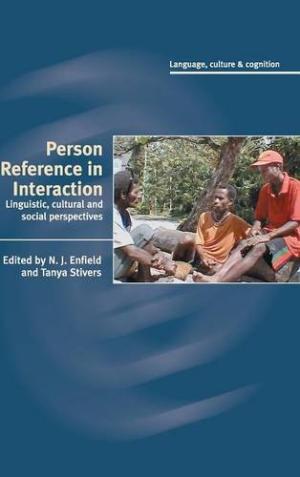 Language, culture & cognition
Person
Reference in
Interaction
Linguistic, cultural and
social perspectives
Edited by N. J. Enfield
and Tanya Stivers